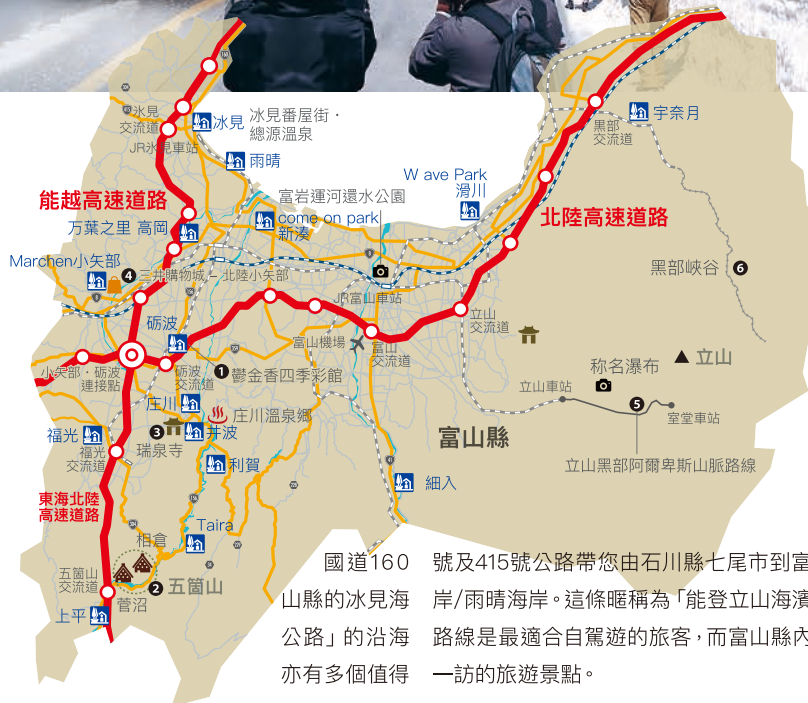 氷見
交流道
JR氷見車站
氷見
冰見番屋街・
總源溫泉
雨晴
能越高速道路
万葉之里 高岡
富岩運河還水公園
come on park
新湊
W ave Park
滑川
黒部
交流道
宇奈月
北陸高速道路
黑部峽谷
6
Marchen小矢部
4
三井購物城 – 北陸小矢部
JR富山車站
砺波
富山機場
富山
交流道
立山
交流道
称名瀑布
立山
小矢部・砺波
連接點
砺波
交流道
1
鬱金香四季彩館
立山車站
5
室堂車站
庄川
庄川溫泉鄉
3
井波
瑞泉寺
富山縣
福光
福光
交流道
利賀
立山黑部阿爾卑斯山脈路線
細入
41
東海北陸
高速道路
Taira
相倉
五箇山
交流道
2
五箇山
菅沼
上平
國道160
山縣的冰見海
公路」的沿海
亦有多個值得
號及415號公路帶您由石川縣七尾市到富
岸/雨晴海岸。這條暱稱為「能登立山海濱
路線是最適合自駕遊的旅客，而富山縣內
一訪的旅遊景點。